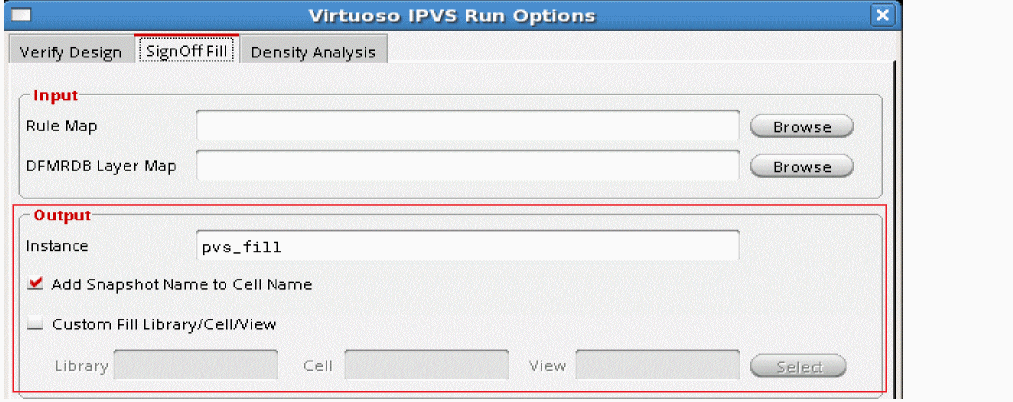 Virtuoso IPVS Run Options
Verify Design SignOff Fill Density Analysis
Input
Rule Map Browse
DFMRDB Layer Map Browse
Output
Instance pvs_fill
Add Snapshot Name to Cell Name
Custom Fill Library/Cell/View
Library Cell View Select